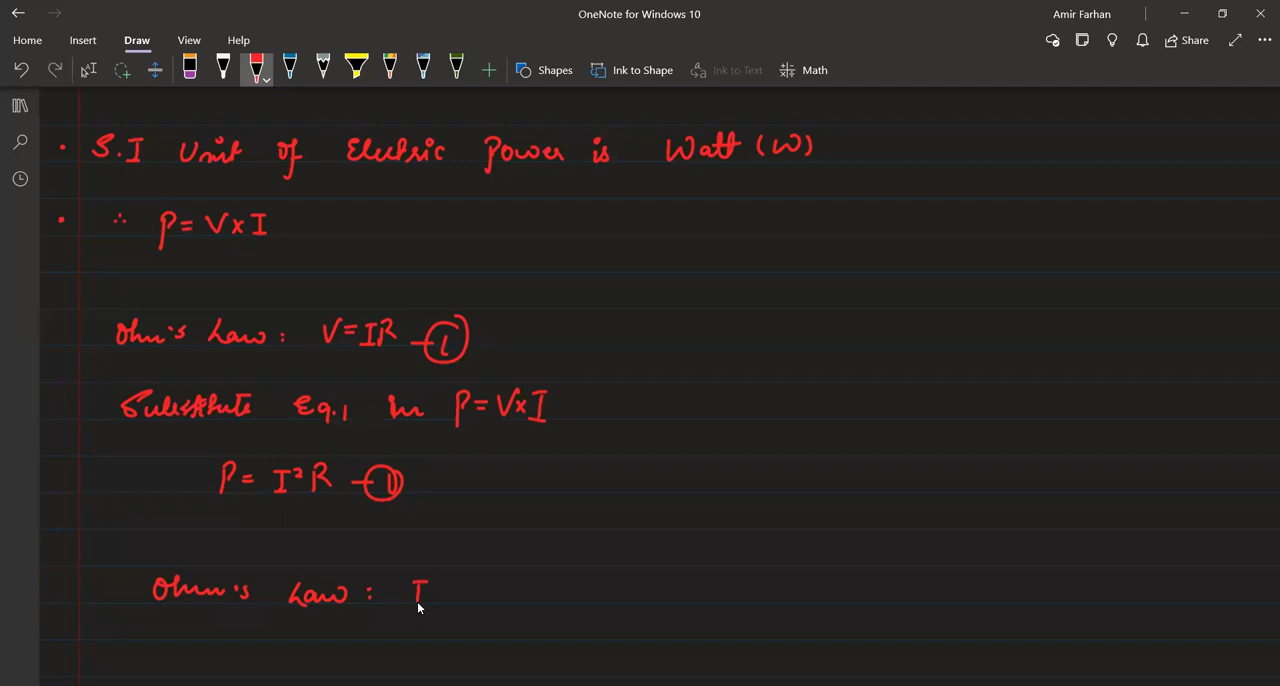 OneNote for Windows 10
Amir Farhan
Home Insert Draw View Help
Share
Shapes Ink to Shape Ink to Text Math
• S.I Unit of Electric Power is Watt (W)
• ∴ P = V x I
Ohm's Law : V = IR - 1
Substitute Eq. 1 in P = V x I
P = I²R - 1
Ohm's Law : I